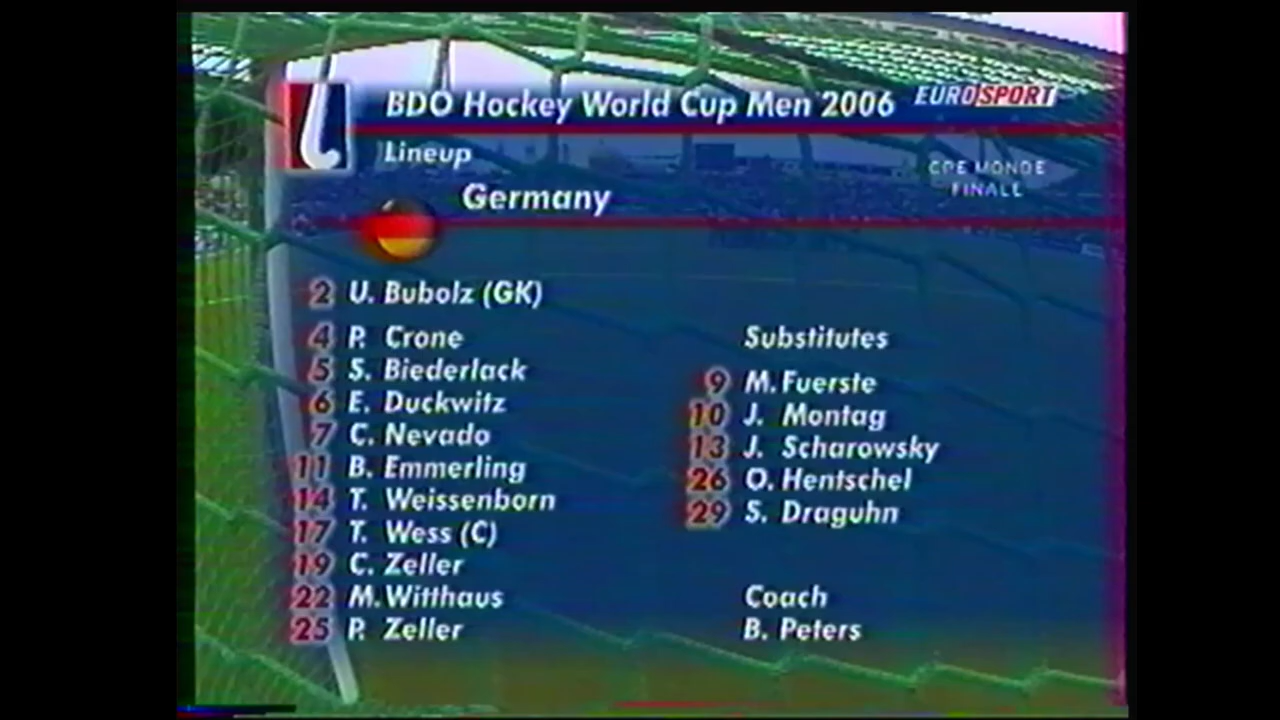 BDO Hockey World Cup Men 2006
EUROSPORT
Lineup
CPE MONDE
FINALE
Germany
2 U. Bubolz (GK)
4 P. Crone
5 S. Biederlack
6 E. Duckwitz
7 C. Nevado
11 B. Emmerling
14 T. Weissenborn
17 T. Wess (C)
19 C. Zeller
22 M. Witthaus
25 P. Zeller
Substitutes
9 M. Fuerste
10 J. Montag
13 J. Scharowsky
26 O. Hentschel
29 S. Draguhn
Coach
B. Peters